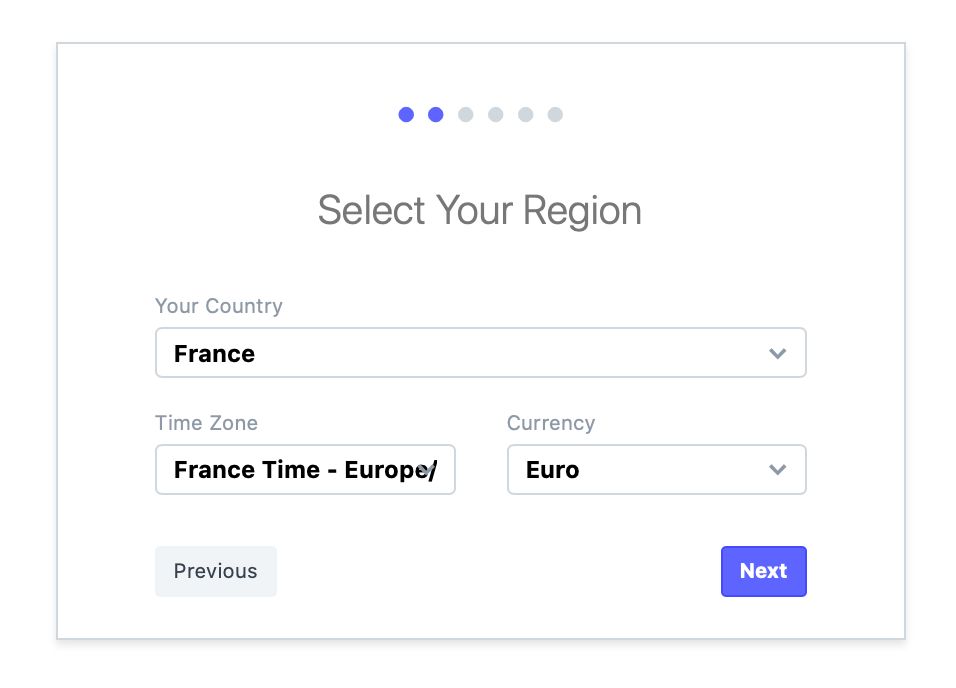 Select Your Region
Your Country
France
Time Zone
Currency
France Time - Europe/
Euro
Previous
Next